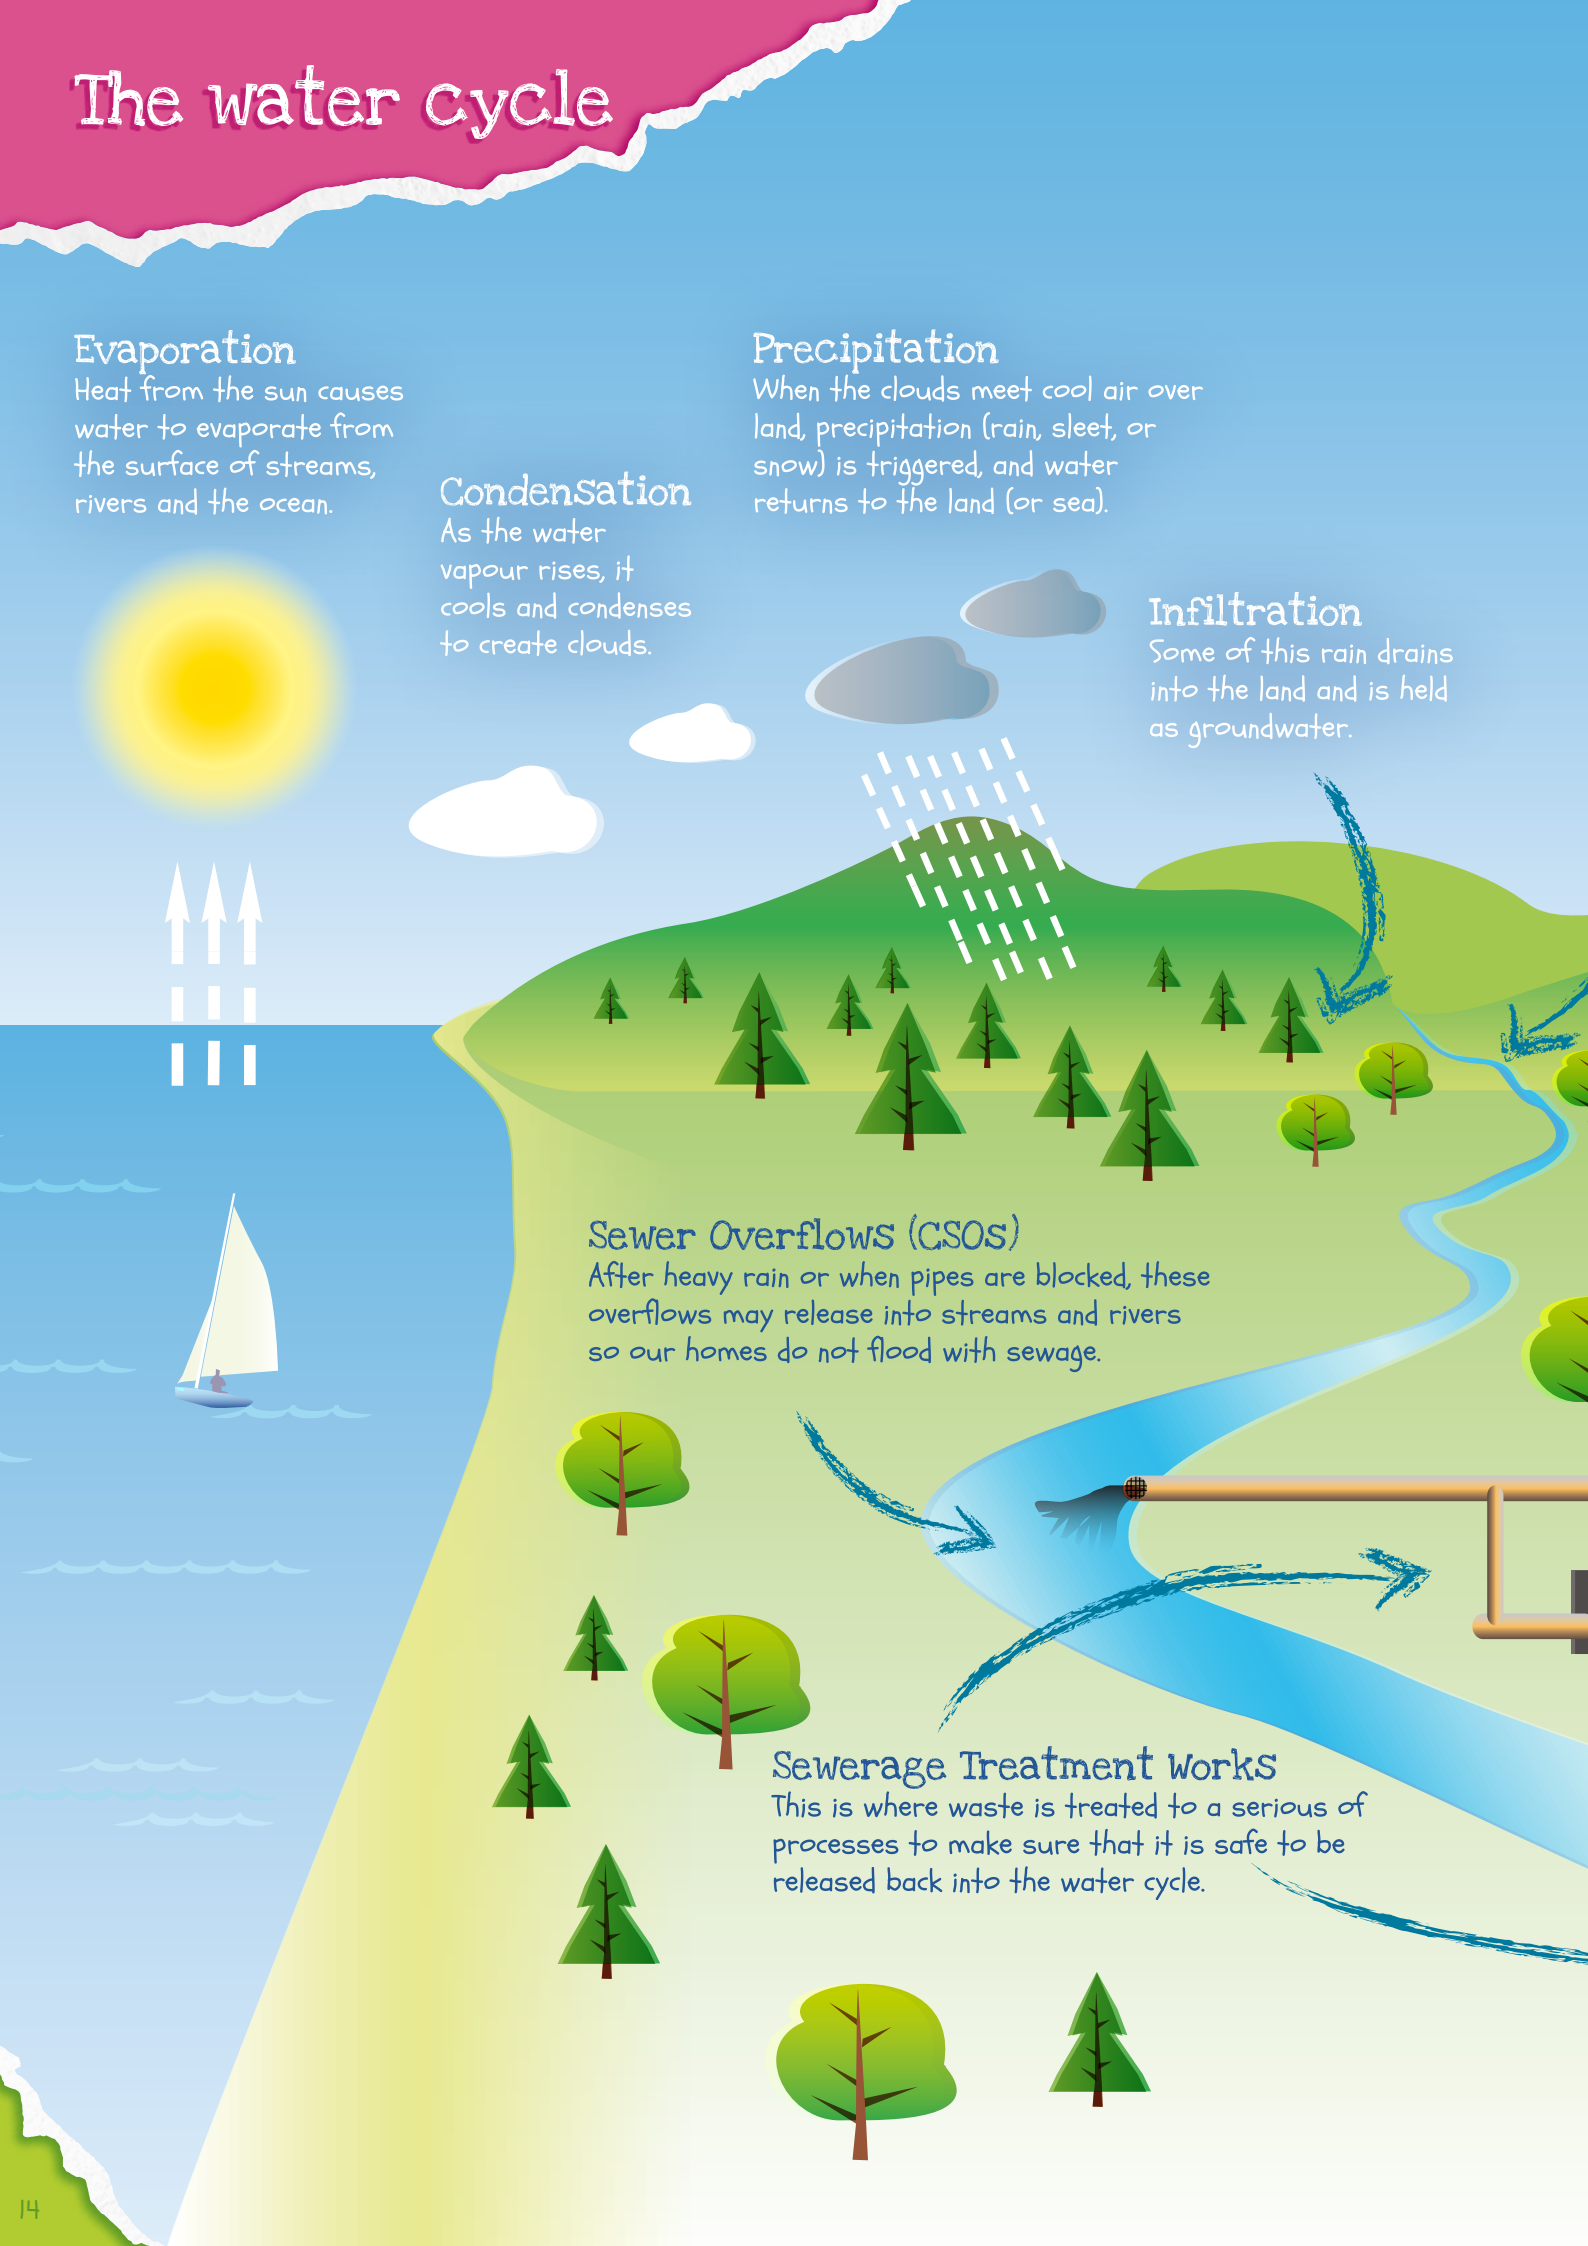 The water cycle
Evaporation
Heat from the sun causes
water to evaporate from
the surface of streams,
rivers and the ocean.
Condensation
As the water
vapour rises, it
cools and condenses
to create clouds.
Precipitation
When the clouds meet cool air over
land, precipitation (rain, sleet, or
snow) is triggered, and water
returns to the land (or sea).
Infiltration
Some of this rain drains
into the land and is held
as groundwater.
Sewer Overflows (CSOs)
After heavy rain or when pipes are blocked, these
overflows may release into streams and rivers
so our homes do not flood with sewage.
Sewerage Treatment Works
This is where waste is treated to a serious of
processes to make sure that it is safe to be
released back into the water cycle.
14